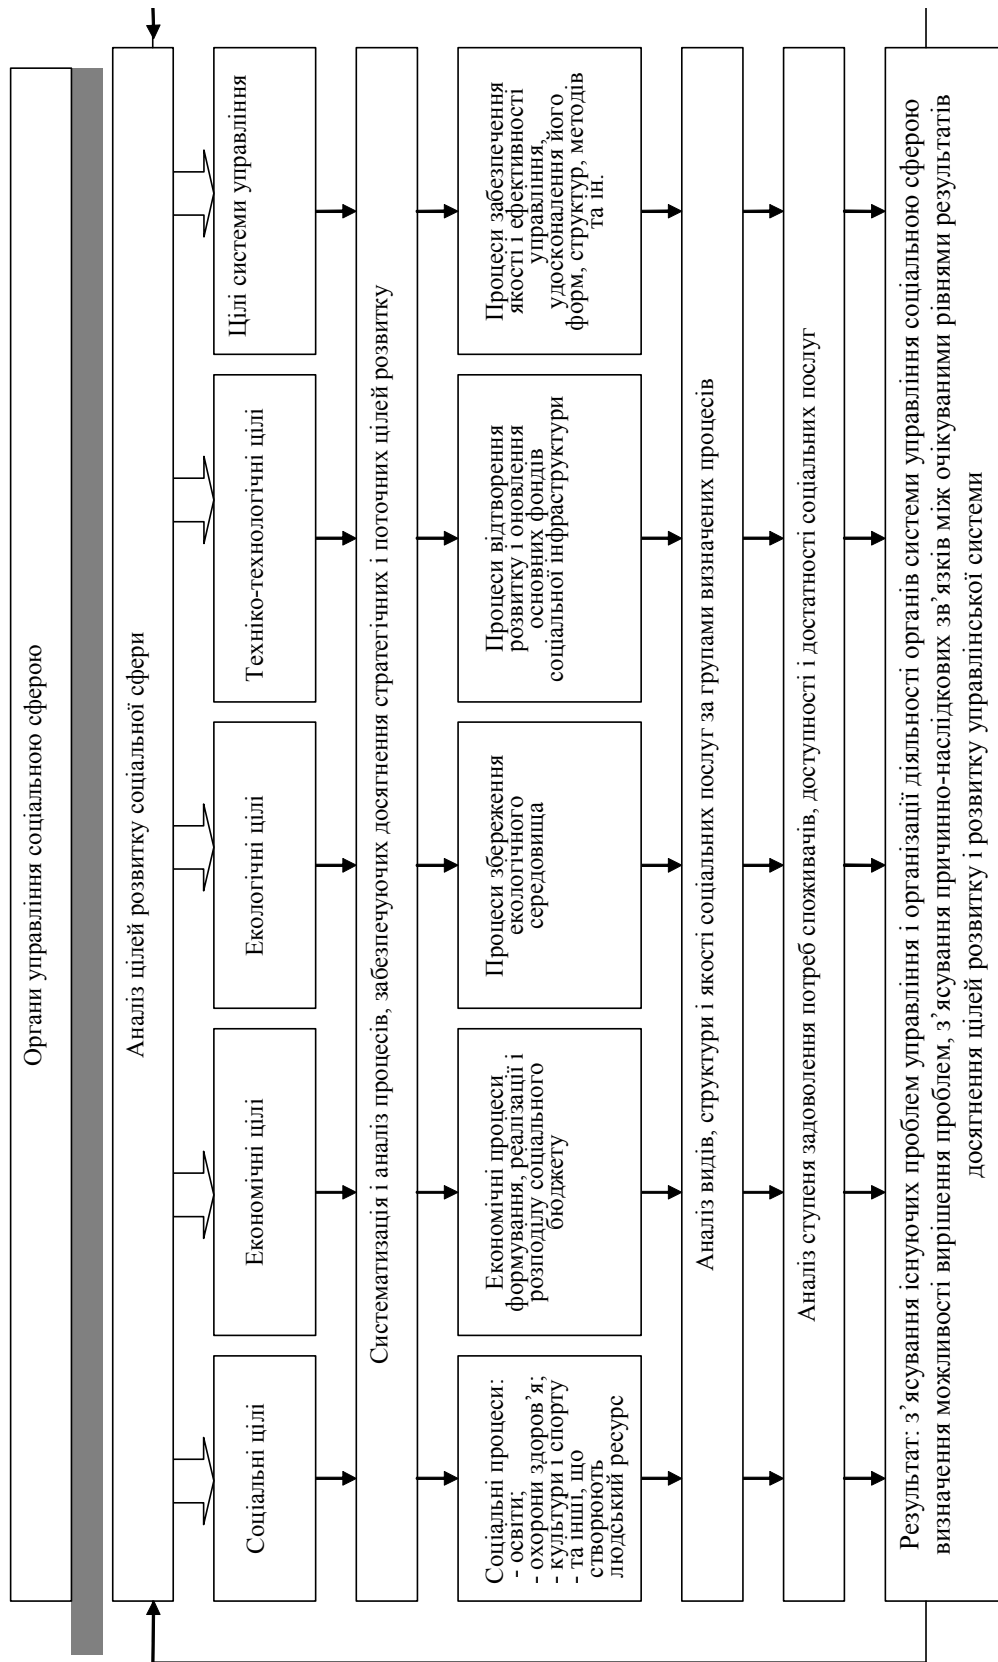 Органи управління соціальною сферою
Аналіз цілей розвитку соціальної сфери
Соціальні цілі
Економічні цілі
Екологічні цілі
Техніко-технологічні цілі
Цілі системи управління
Систематизація і аналіз процесів, забезпечуючих досягнення стратегічних і поточних цілей розвитку
Соціальні процеси:
- освіти;
- охорони здоров’я;
- культури і спорту
- та інші, що
створюють
людський ресурс
Економічні процеси
формування, реалізації і
розподілу соціального
бюджету
Процеси збереження
екологічного
середовища
Процеси відтворення
розвитку і оновлення
основних фондів
соціальної інфраструктури
Процеси забезпечення
якості і ефективності
управління,
удосконалення його
форм, структур, методів
та ін.
Аналіз видів, структури і якості соціальних послуг за групами визначених процесів
Аналіз ступеня задоволення потреб споживачів, доступності і достатності соціальних послуг
Результат: з’ясування існуючих проблем управління і організації діяльності органів системи управління соціальною сферою
визначення можливості вирішення проблем, з’ясування причинно-наслідкових зв’язків між очікуваними рівнями результатів
досягнення цілей розвитку і розвитку управлінської системи